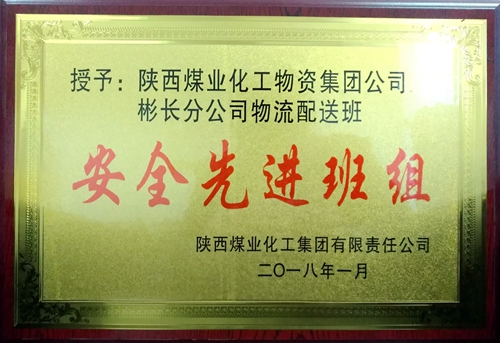 授予：陕西煤业化工物资集团公司
彬长分公司物流配送班
安全先进班组
陕西煤业化工集团有限责任公司
二〇一八年一月